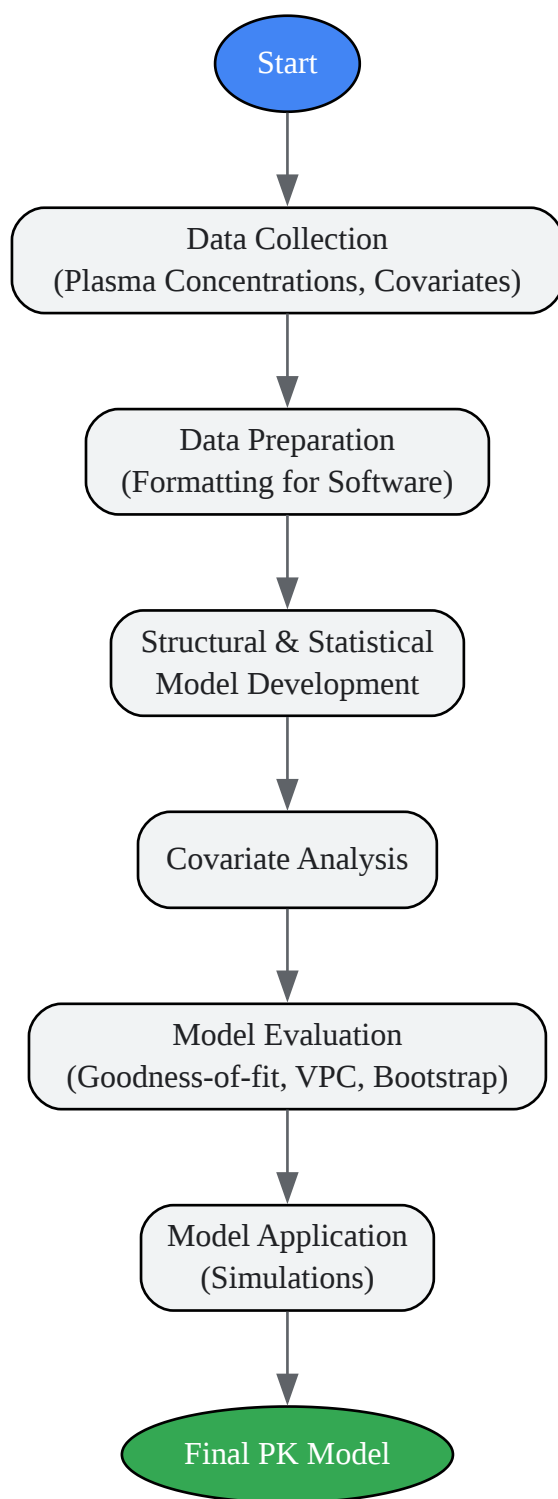 Start
Data Collection
(Plasma Concentrations, Covariates)
Data Preparation
(Formatting for Software)
Structural & Statistical
Model Development
Covariate Analysis
Model Evaluation
(Goodness-of-fit, VPC, Bootstrap)
Model Application
(Simulations)
Final PK Model